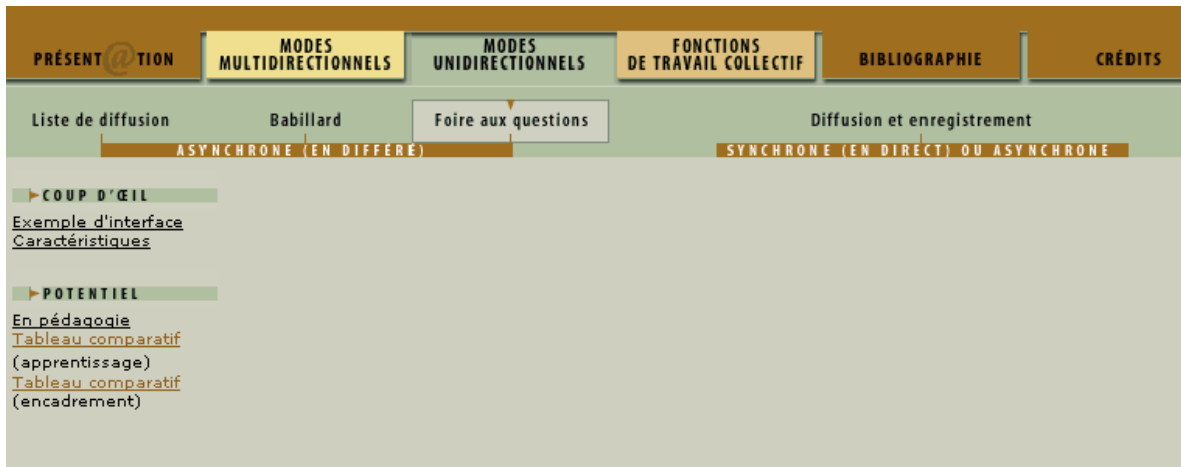 PRÉSENT@TION
MODES
MULTIDIRECTIONNELS
MODES
UNIDIRECTIONNELS
FONCTIONS
DE TRAVAIL COLLECTIF
BIBLIOGRAPHIE
CRÉDITS
Liste de diffusion
Babillard
Foire aux questions
Diffusion et enregistrement
ASYNCHRONE (EN DIFFÉRÉ)
SYNCHRONE (EN DIRECT) OU ASYNCHRONE
COUP D'ŒIL
Exemple d'interface
Caractéristiques
POTENTIEL
En pédagogie
Tableau comparatif
(apprentissage)
Tableau comparatif
(encadrement)